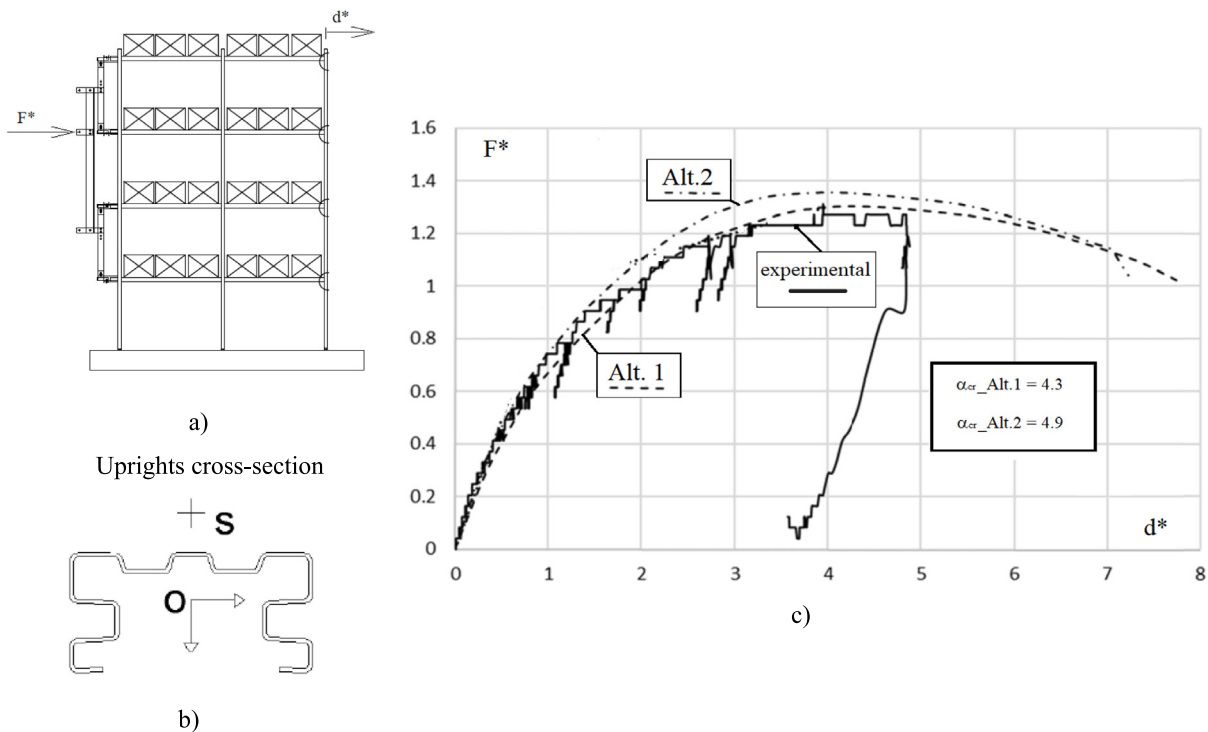 d*
F*
a)
Uprights cross-section
S
O
b)
F*
1.6
1.4
1.2
1
0.8
0.6
0.4
0.2
0
Alt.2
experimental
Alt. 1
αcr_Alt.1 = 4.3
αcr_Alt.2 = 4.9
d*
0 1 2 3 4 5 6 7 8
c)